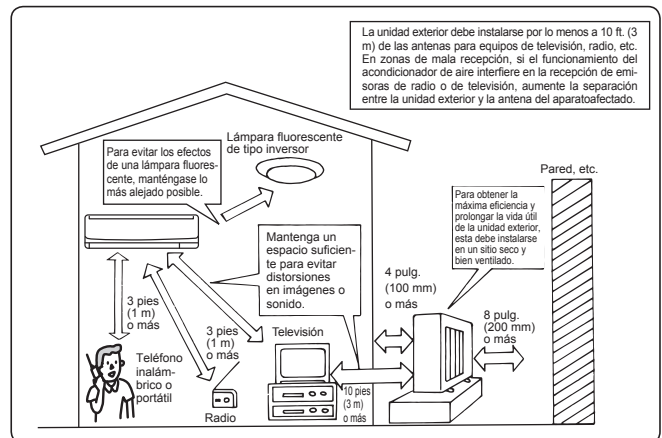 La unidad exterior debe instalarse por lo menos a 10 ft. (3
m) de las antenas para equipos de televisión, radio, etc.
En zonas de mala recepción, si el funcionamiento del
acondicionador de aire interfiere en la recepción de emi-
soras de radio o de televisión, aumente la separación
entre la unidad exterior y la antena del aparatoafectado.
Para evitar los efectos
de una lámpara fluores-
cente, manténgase lo
más alejado posible.
Lámpara fluorescente
de tipo inversor
Pared, etc.
Para obtener la
máxima eficiencia y
prolongar la vida útil
de la unidad exterior,
esta debe instalarse
en un sitio seco y
bien ventilado.
Mantenga un
espacio suficien-
te para evitar
distorsiones
en imágenes o
sonido.
4 pulg.
(100 mm)
o más
8 pulg.
(200 mm)
o más
3 pies
(1 m)
o más
3 pies
(1 m)
o más
Televisión
Teléfono
inalám-
brico o
portátil
Radio
10 pies
(3 m)
o más